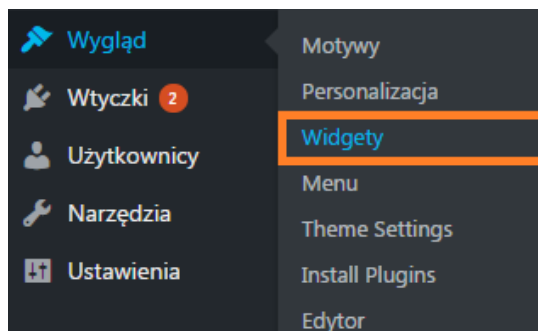 Wygląd
Wtyczki 2
Użytkownicy
Narzędzia
Ustawienia
Motywy
Personalizacja
Widgety
Menu
Theme Settings
Install Plugins
Edytor